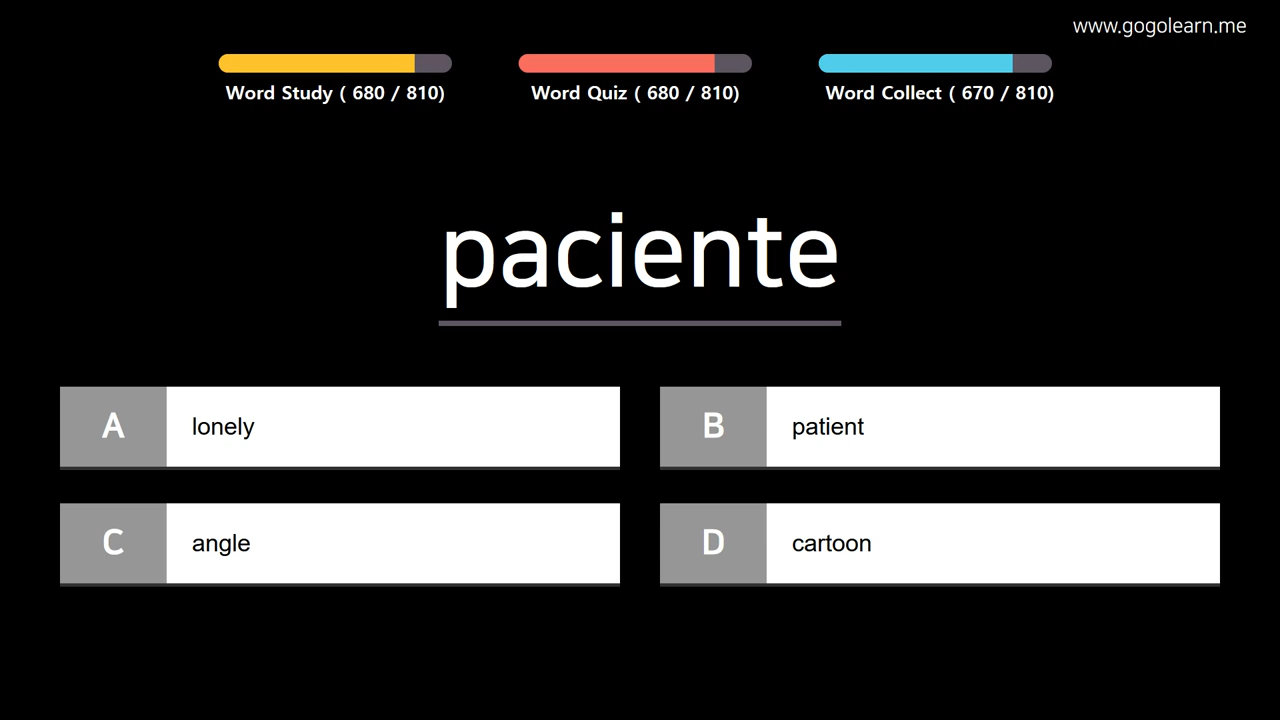 www.gogolearn.me
Word Study ( 680 / 810)
Word Quiz ( 680 / 810)
Word Collect ( 670 / 810)
paciente
A lonely
B patient
C angle
D cartoon